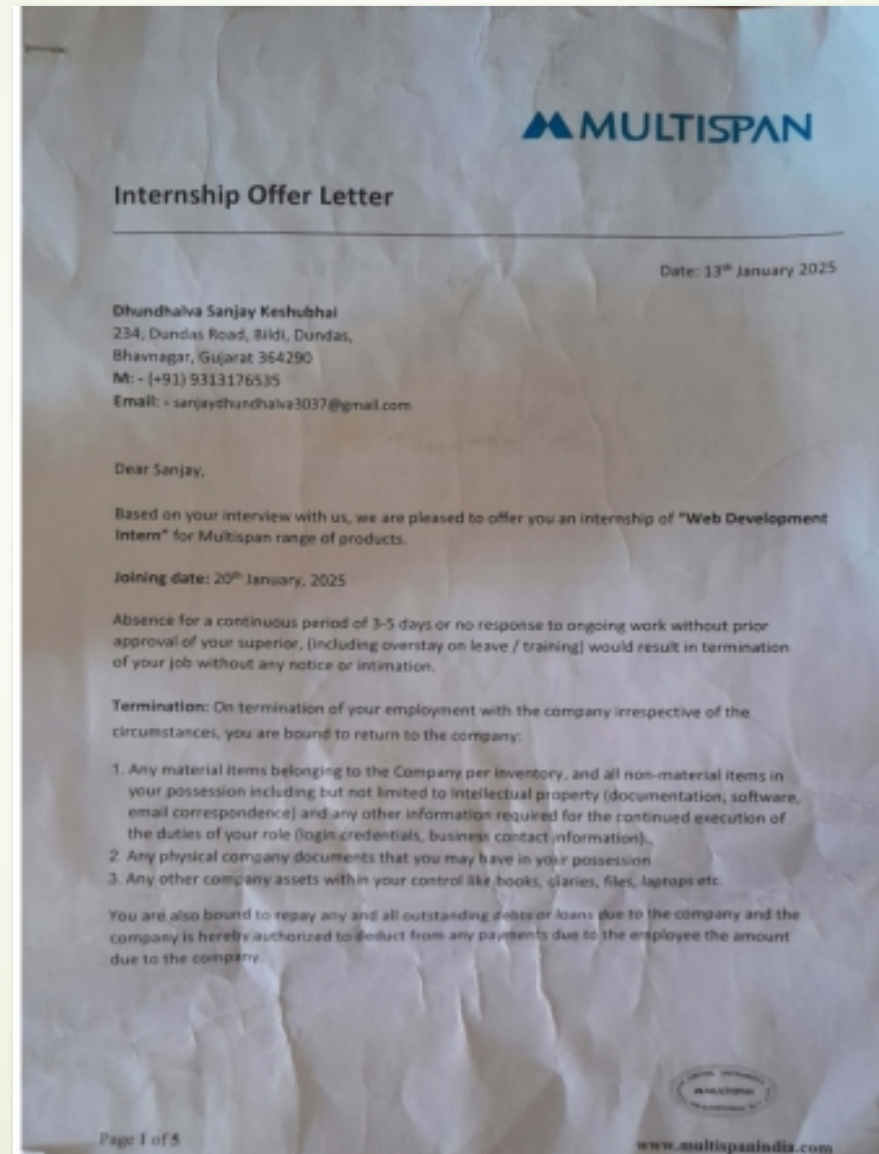 MULTISPAN
Internship Offer Letter
Date: 13th January 2025
Dhundhalva Sanjay Keshubhai
234, Dundas Road, Bildi, Dundas,
Bhavnagar, Gujarat 364290
M: - (+91) 9313176535
Email: - sanjaydhundhalva3037@gmail.com
Dear Sanjay,
Based on your interview with us, we are pleased to offer you an internship of "Web Development
Intern" for Multispan range of products.
Joining date: 20th January, 2025
Absence for a continuous period of 3-5 days or no response to ongoing work without prior
approval of your superior, (including overstay on leave / training) would result in termination
of your job without any notice or intimation.
Termination: On termination of your employment with the company irrespective of the
circumstances, you are bound to return to the company:
1. Any material items belonging to the Company per inventory, and all non-material items in
your possession including but not limited to intellectual property (documentation, software,
email correspondence) and any other information required for the continued execution of
the duties of your role (login credentials, business contact information).
2. Any physical company documents that you may have in your possession
3. Any other company assets within your control like books, diaries, files, laptops etc.
You are also bound to repay any and all outstanding debts or loans due to the company and the
company is hereby authorized to deduct from any payments due to the employee the amount
due to the company.
MULTISPAN
Page 1 of 5
www.multispanindia.com